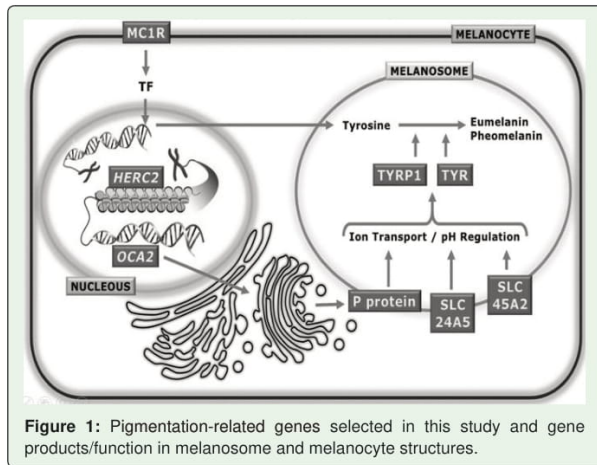 MC1R
MELANOCYTE
MELANOSOME
TF
Tyrosine
Eumelanin
Pheomelanin
HERC2
TYRP1
TYR
Ion Transport / pH Regulation
OCA2
NUCLEOUS
P protein
SLC
24A5
SLC
45A2
Figure 1: Pigmentation-related genes selected in this study and gene
products/function in melanosome and melanocyte structures.